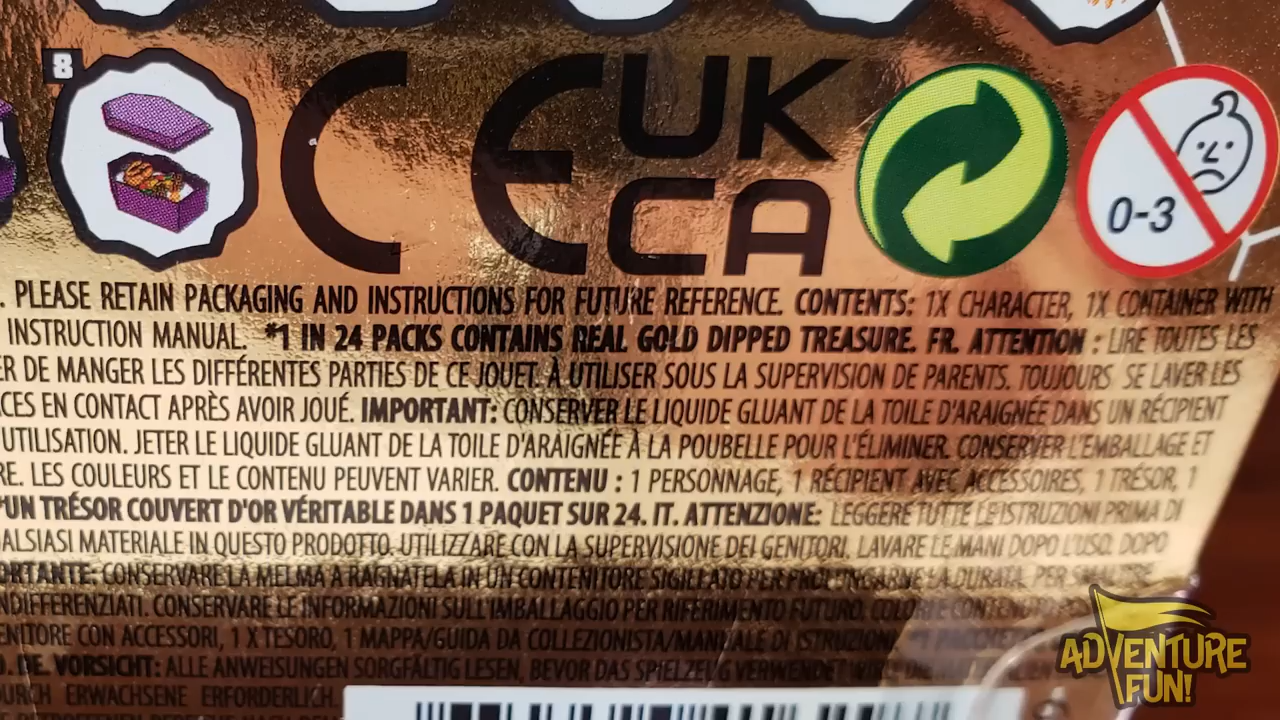 8
CE UK
CA
0-3
. PLEASE RETAIN PACKAGING AND INSTRUCTIONS FOR FUTURE REFERENCE. CONTENTS: 1X CHARACTER, 1X CONTAINER WITH
INSTRUCTION MANUAL. *1 IN 24 PACKS CONTAINS REAL GOLD DIPPED TREASURE. FR. ATTENTION : LIRE TOUTES LES
ER DE MANGER LES DIFFÉRENTES PARTIES DE CE JOUET. À UTILISER SOUS LA SUPERVISION DE PARENTS. TOUJOURS SE LAVER LES
CES EN CONTACT APRÈS AVOIR JOUÉ. IMPORTANT: CONSERVER LE LIQUIDE GLUANT DE LA TOILE D'ARAIGNÉE DANS UN RÉCIPIENT
UTILISATION. JETER LE LIQUIDE GLUANT DE LA TOILE D'ARAIGNÉE À LA POUBELLE POUR L'ÉLIMINER. CONSERVER L'EMBALLAGE ET
RE. LES COULEURS ET LE CONTENU PEUVENT VARIER. CONTENU : 1 PERSONNAGE, 1 RÉCIPIENT AVEC ACCESSOIRES, 1 TRÉSOR, 1
'UN TRÉSOR COUVERT D'OR VÉRITABLE DANS 1 PAQUET SUR 24. IT. ATTENZIONE: LEGGERE TUTTE LE ISTRUZIONI PRIMA DI
ALSIASI MATERIALE IN QUESTO PRODOTTO. UTILIZZARE CON LA SUPERVISIONE DEI GENITORI. LAVARE LE MANI DOPO L'USO. DOPO
ORTANTE: CONSERVARE LA MELMA A RAGNATELA IN UN CONTENITORE SIGILLATO PER PROLUNGARNE LA DURATA. PER SMALTIRE
NDIFFERENZIATI. CONSERVARE LE INFORMAZIONI SULL'IMBALLAGGIO PER RIFERIMENTO FUTURO.
ENITORE CON ACCESSORI, 1 X TESORO, 1 MAPPA/GUIDA DA COLLEZIONISTA/MANUALE DI ISTRUZIONI
. DE. VORSICHT: ALLE ANWEISUNGEN SORGFÄLTIG LESEN, BEVOR DAS SPIELZEUG VERWENDET
DURCH ERWACHSENE ERFORDERLICH.
ADVENTURE
FUN!